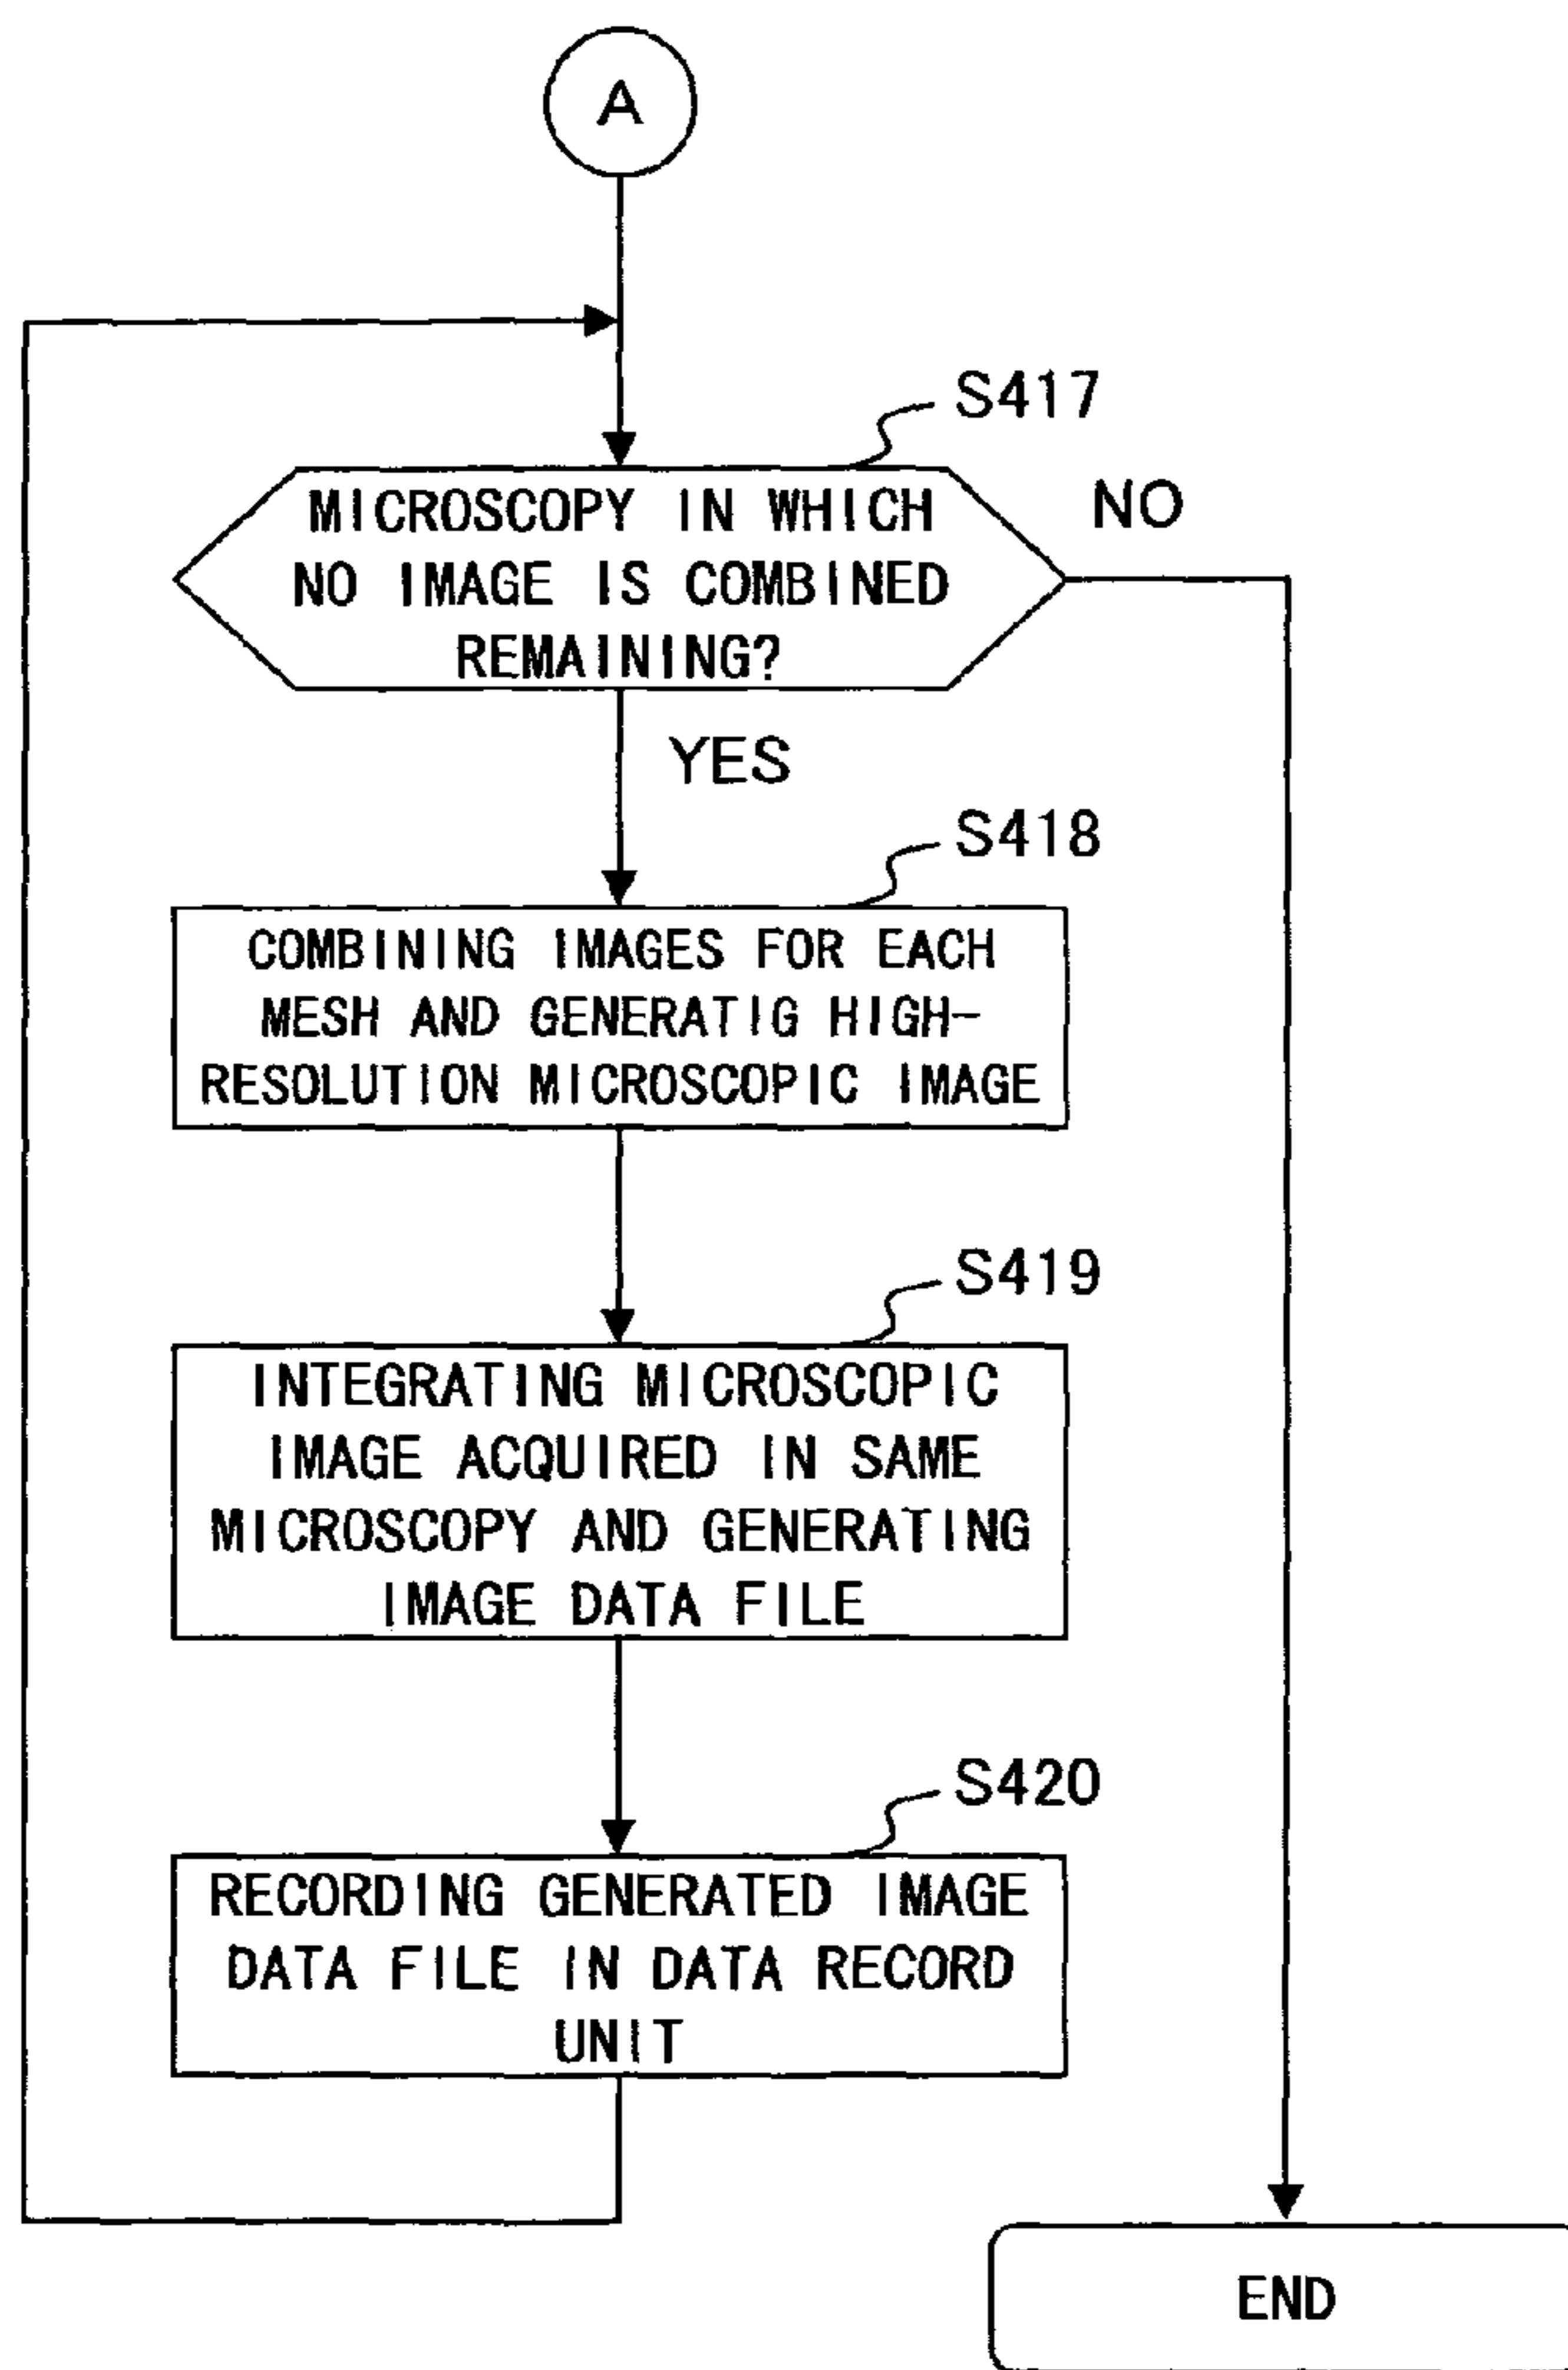 A
S417
MICROSCOPY IN WHICH
NO IMAGE IS COMBINED
REMAINING?
NO
YES
S418
COMBINING IMAGES FOR EACH
MESH AND GENERATIG HIGH-
RESOLUTION MICROSCOPIC IMAGE
S419
INTEGRATING MICROSCOPIC
IMAGE ACQUIRED IN SAME
MICROSCOPY AND GENERATING
IMAGE DATA FILE
S420
RECORDING GENERATED IMAGE
DATA FILE IN DATA RECORD
UNIT
END